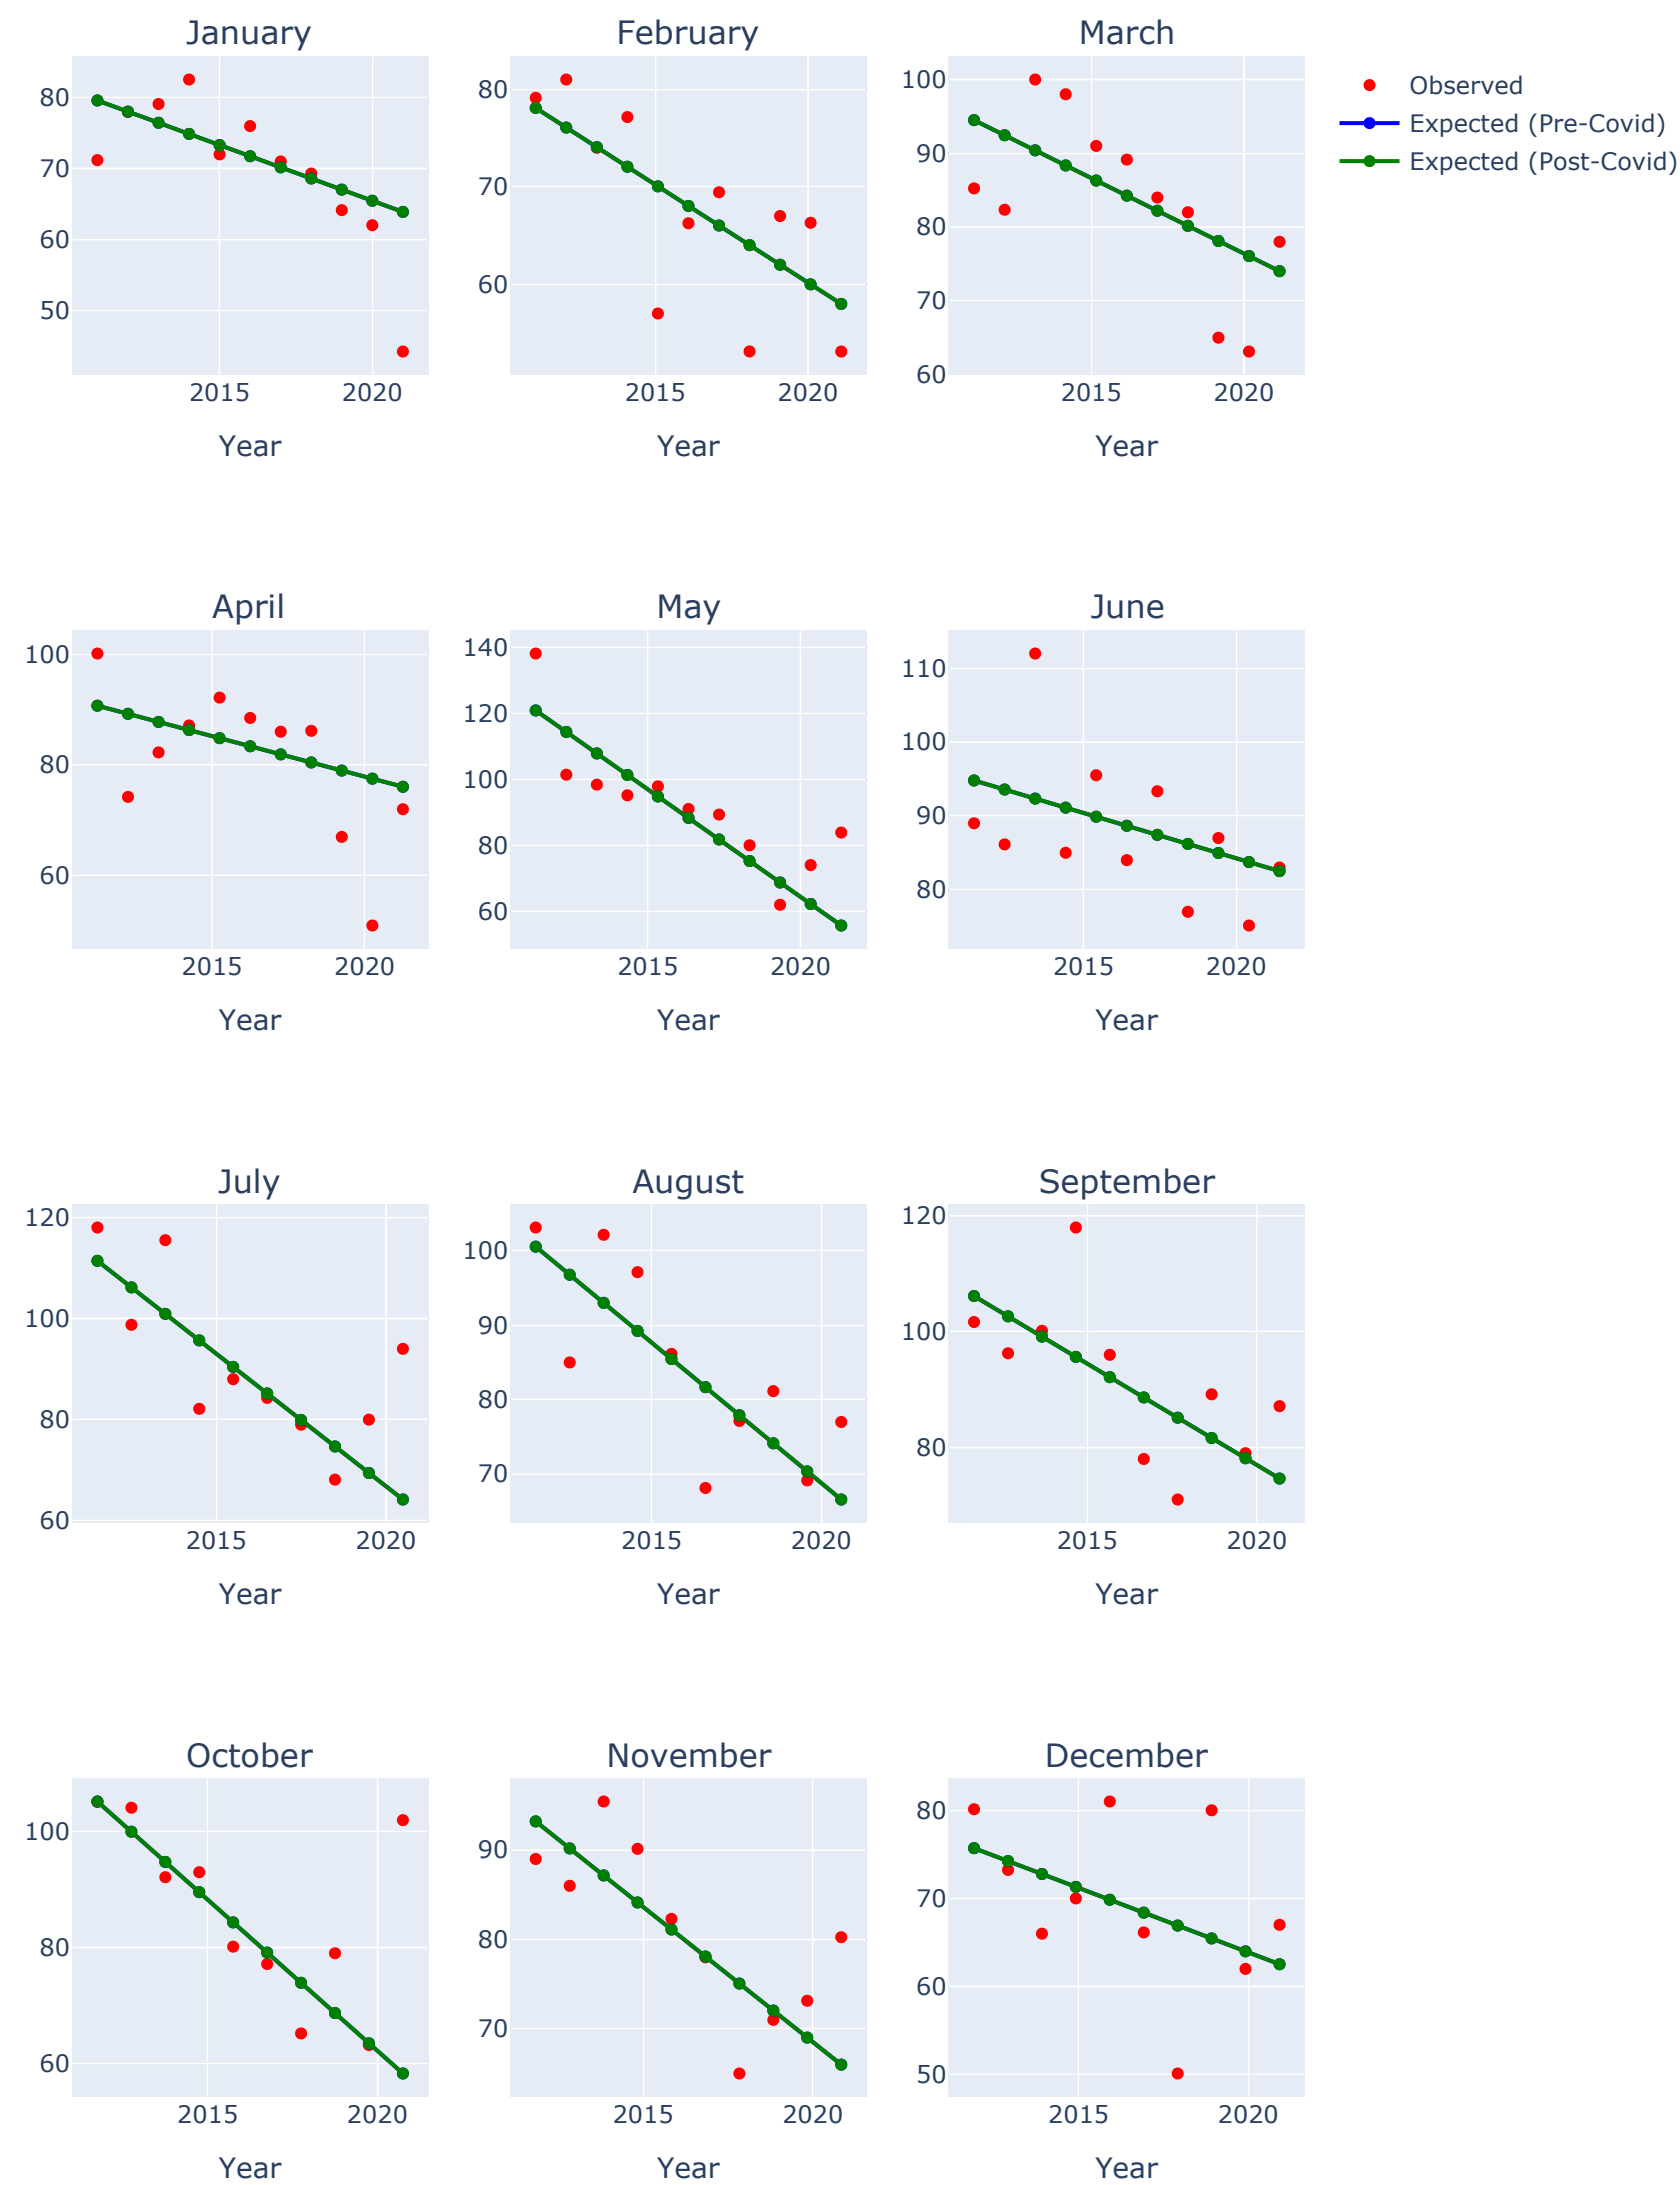 January
February
March
80
70
60
50
2015
2020
Year
80
70
60
2015
2020
Year
100
90
80
70
60
2015
2020
Year
Observed
Expected (Pre-Covid)
Expected (Post-Covid)
April
May
June
100
80
60
2015
2020
Year
140
120
100
80
60
2015
2020
Year
110
100
90
80
2015
2020
Year
July
August
September
120
100
80
60
2015
2020
Year
100
90
80
70
2015
2020
Year
120
100
80
2015
2020
Year
October
November
December
100
80
60
2015
2020
Year
90
80
70
2015
2020
Year
80
70
60
50
2015
2020
Year